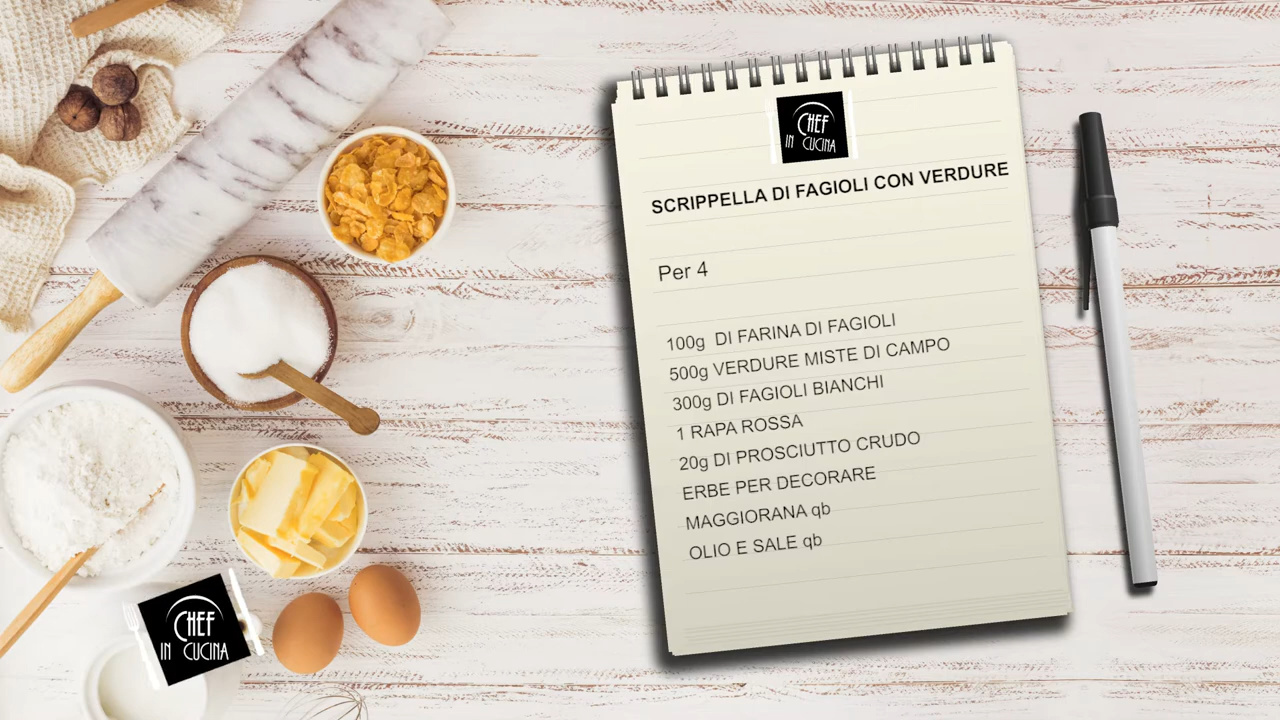 CHEF
IN CUCINA
SCRIPPELLA DI FAGIOLI CON VERDURE
Per 4
100g DI FARINA DI FAGIOLI
500g VERDURE MISTE DI CAMPO
300g DI FAGIOLI BIANCHI
1 RAPA ROSSA
20g DI PROSCIUTTO CRUDO
ERBE PER DECORARE
MAGGIORANA qb
OLIO E SALE qb
CHEF
IN CUCINA